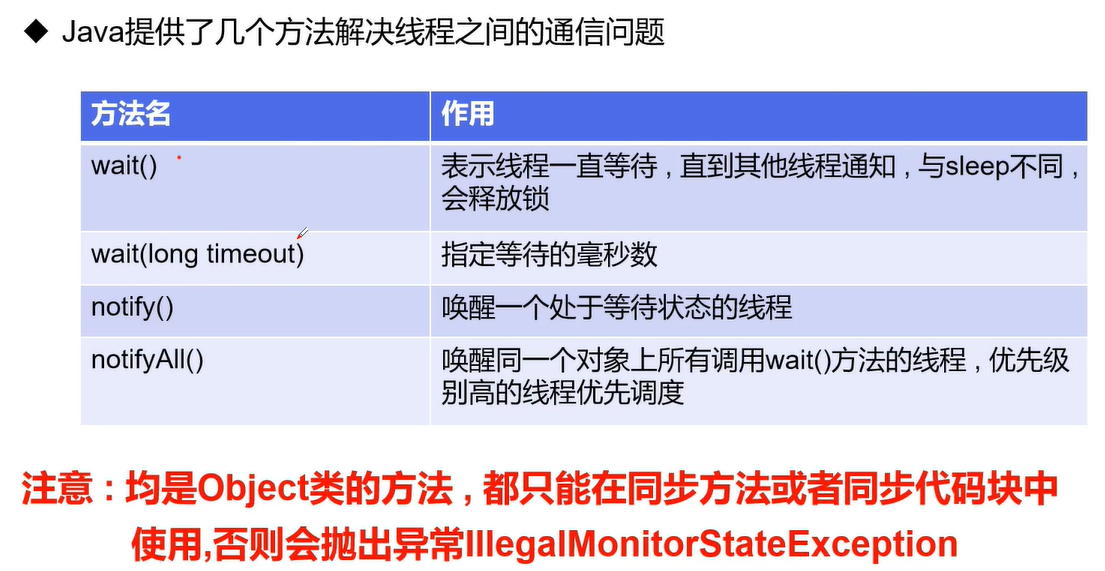 Java提供了几个方法解决线程之间的通信问题
方法名
作用
wait()
表示线程一直等待，直到其他线程通知，与sleep不同，
会释放锁
wait(long timeout)
指定等待的毫秒数
notify()
唤醒一个处于等待状态的线程
notifyAll()
唤醒同一个对象上所有调用wait()方法的线程，优先级
别高的线程优先调度
注意：均是Object类的方法，都只能在同步方法或者同步代码块中
使用,否则会抛出异常IllegalMonitorStateException